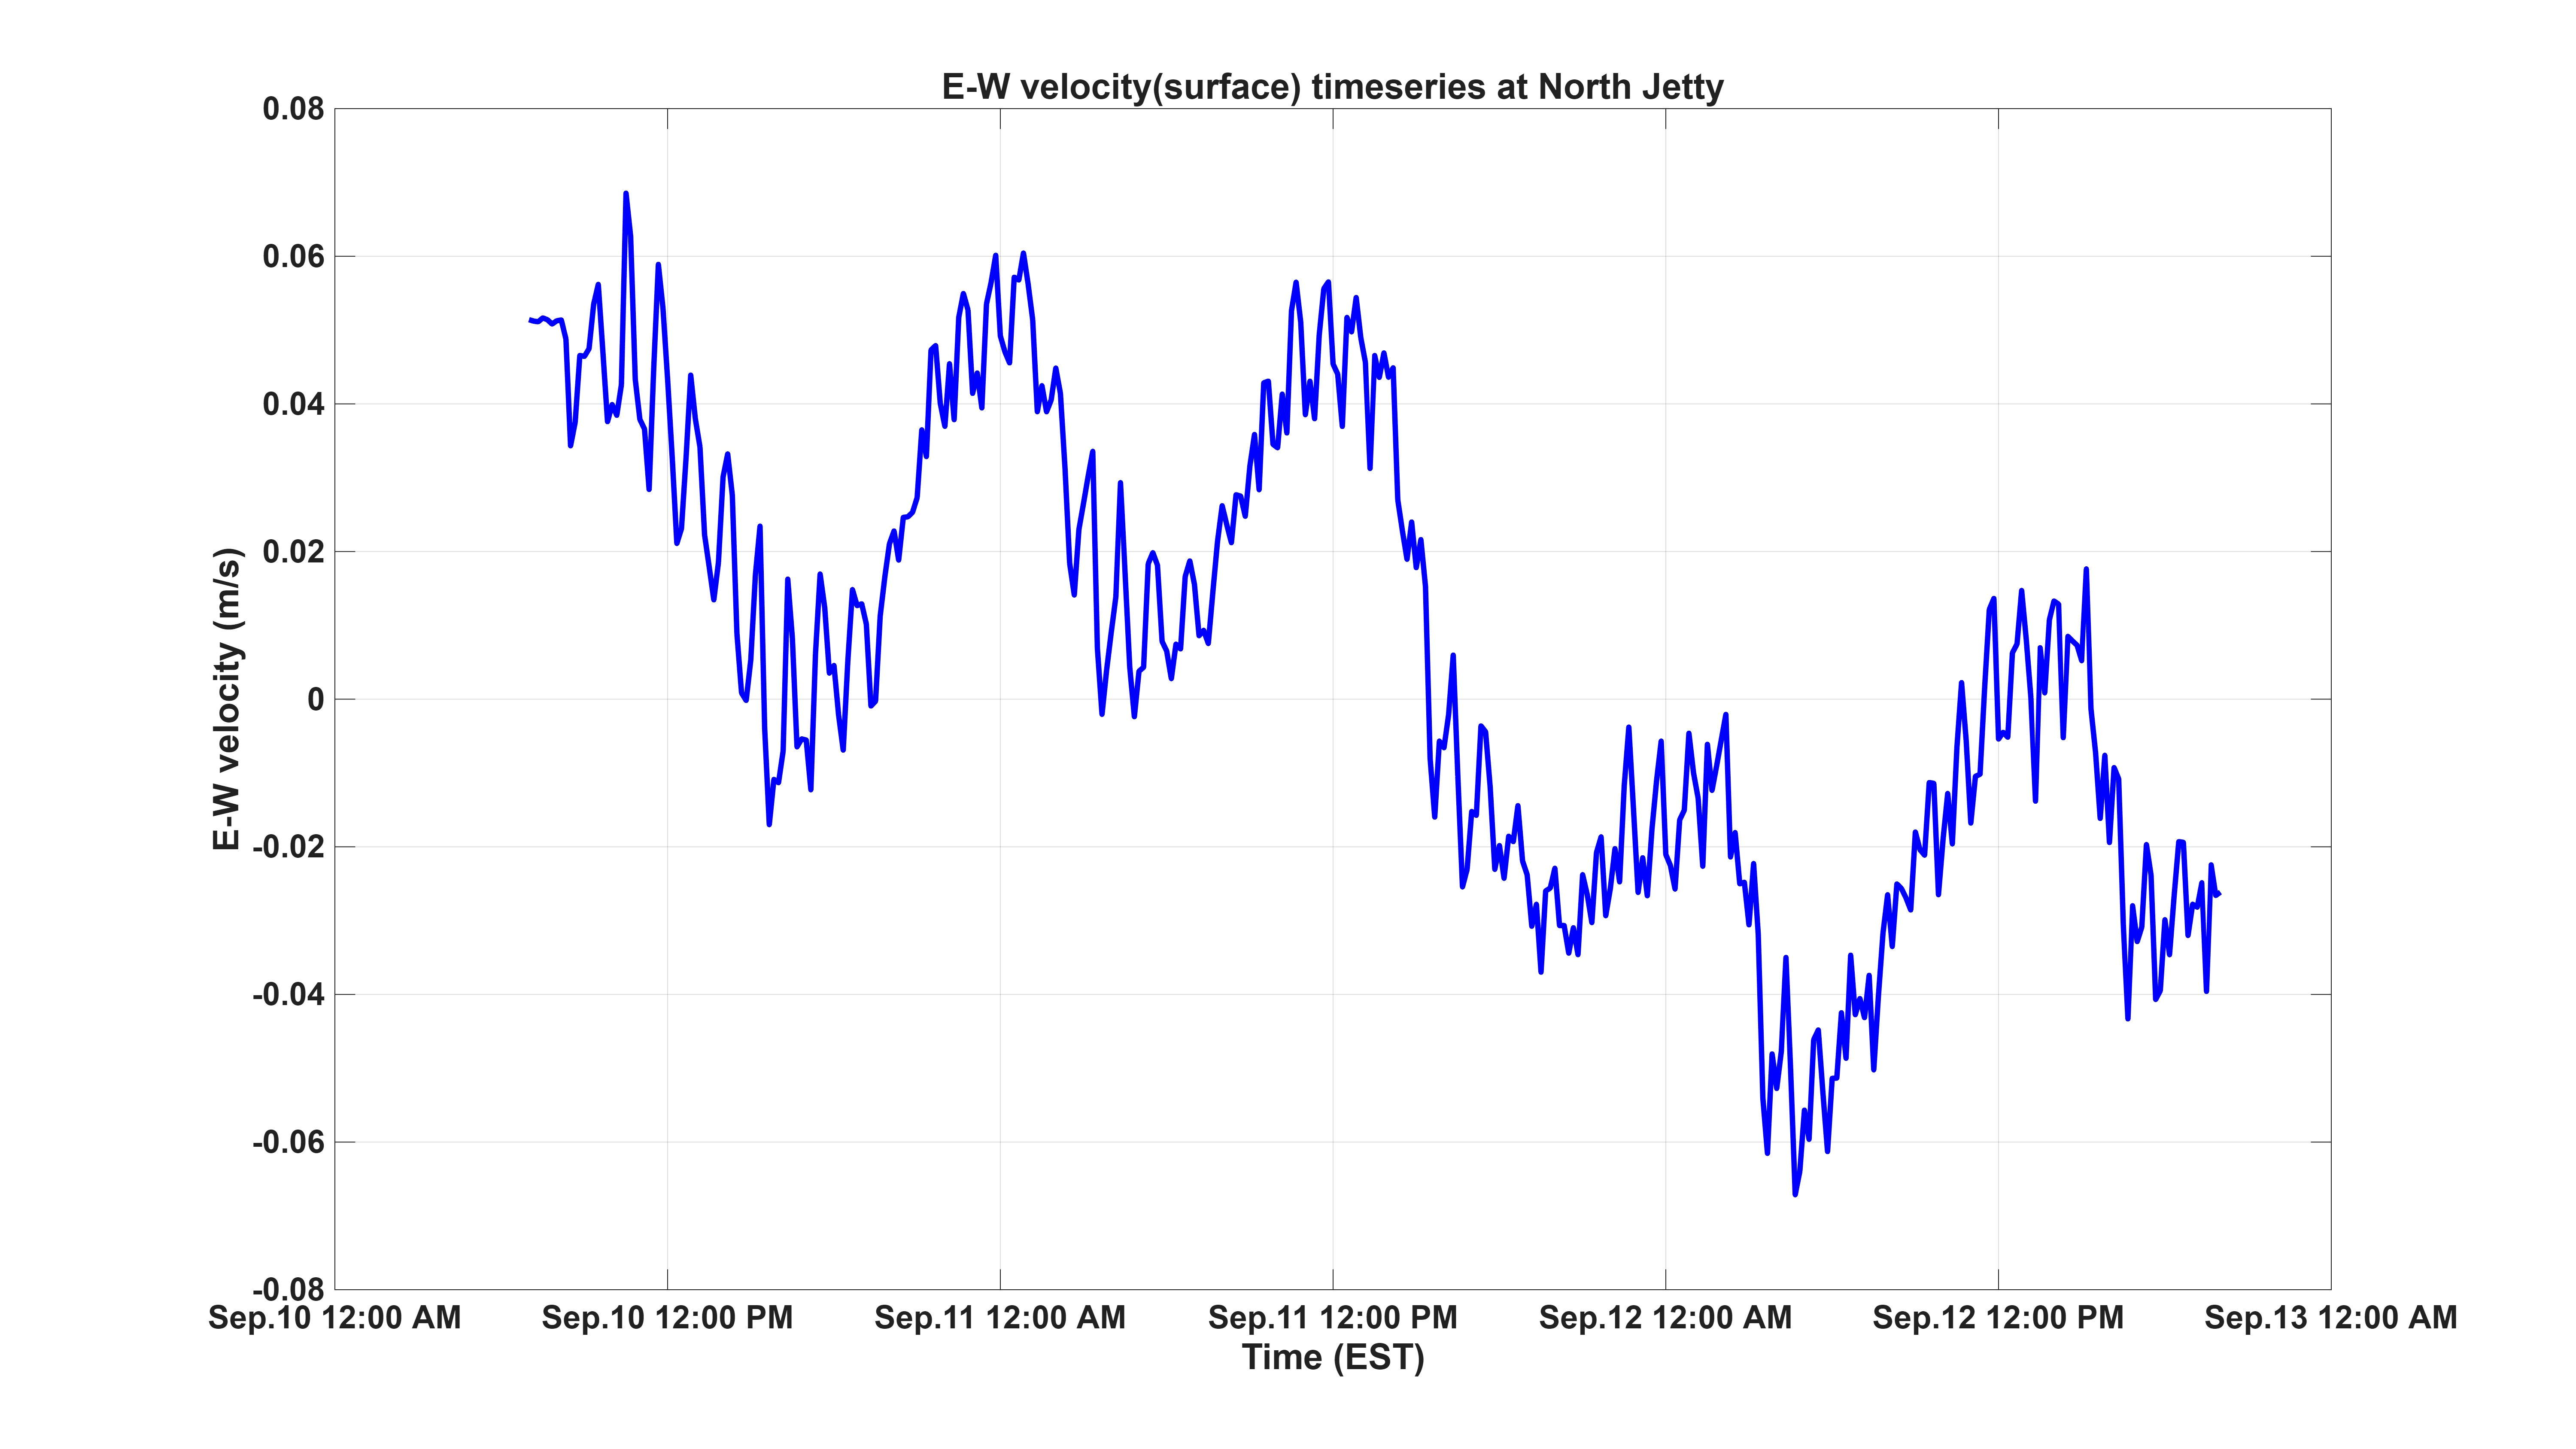 E-W velocity(surface) timeseries at North Jetty
0.08
0.06
0.04
0.02
0
-0.02
-0.04
-0.06
-0.08
E-W velocity (m/s)
Sep.10 12:00 AM
Sep.10 12:00 PM
Sep.11 12:00 AM
Sep.11 12:00 PM
Sep.12 12:00 AM
Sep.12 12:00 PM
Sep.13 12:00 AM
Time (EST)